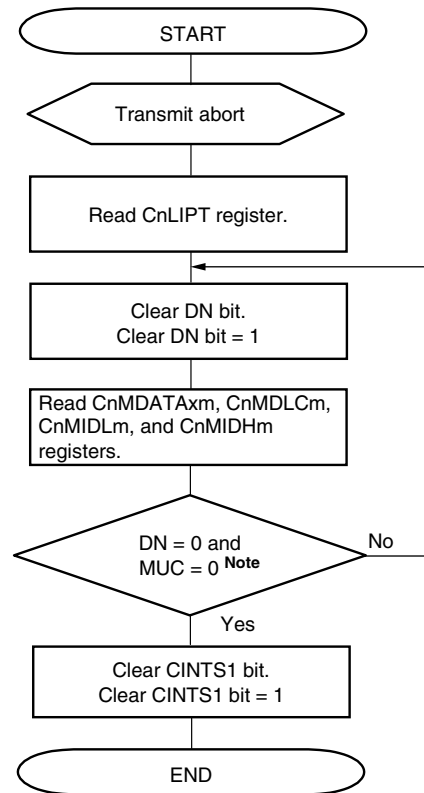 START
Transmit abort
Read CnLIPT register.
Clear DN bit.
Clear DN bit = 1
Read CnMDATAxm, CnMDLCm,
CnMIDLm, and CnMIDHm
registers.
DN = 0 and
MUC = 0 Note
No
Yes
Clear CINTS1 bit.
Clear CINTS1 bit = 1
END